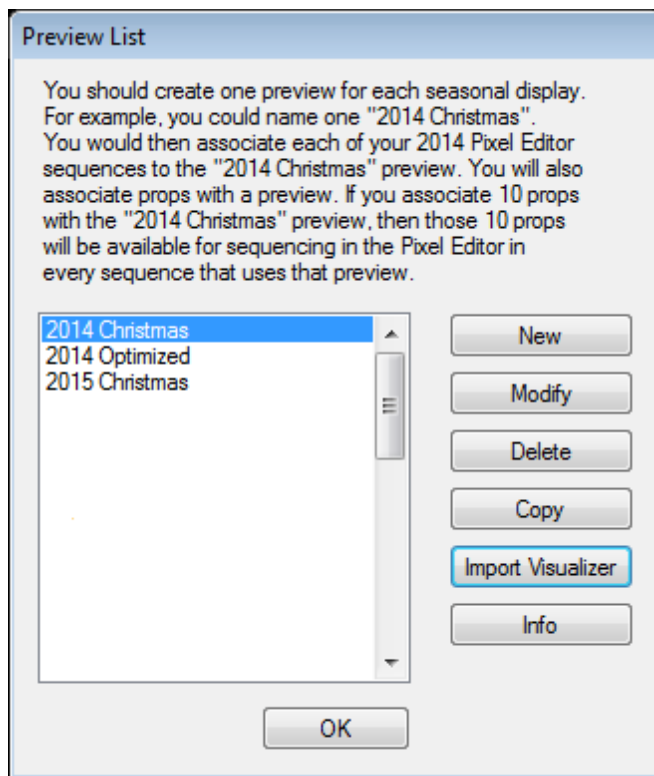 Preview List
You should create one preview for each seasonal display.
For example, you could name one "2014 Christmas".
You would then associate each of your 2014 Pixel Editor
sequences to the "2014 Christmas" preview. You will also
associate props with a preview. If you associate 10 props
with the "2014 Christmas" preview, then those 10 props
will be available for sequencing in the Pixel Editor in
every sequence that uses that preview.
2014 Christmas
2014 Optimized
2015 Christmas
New
Modify
Delete
Copy
Import Visualizer
Info
OK